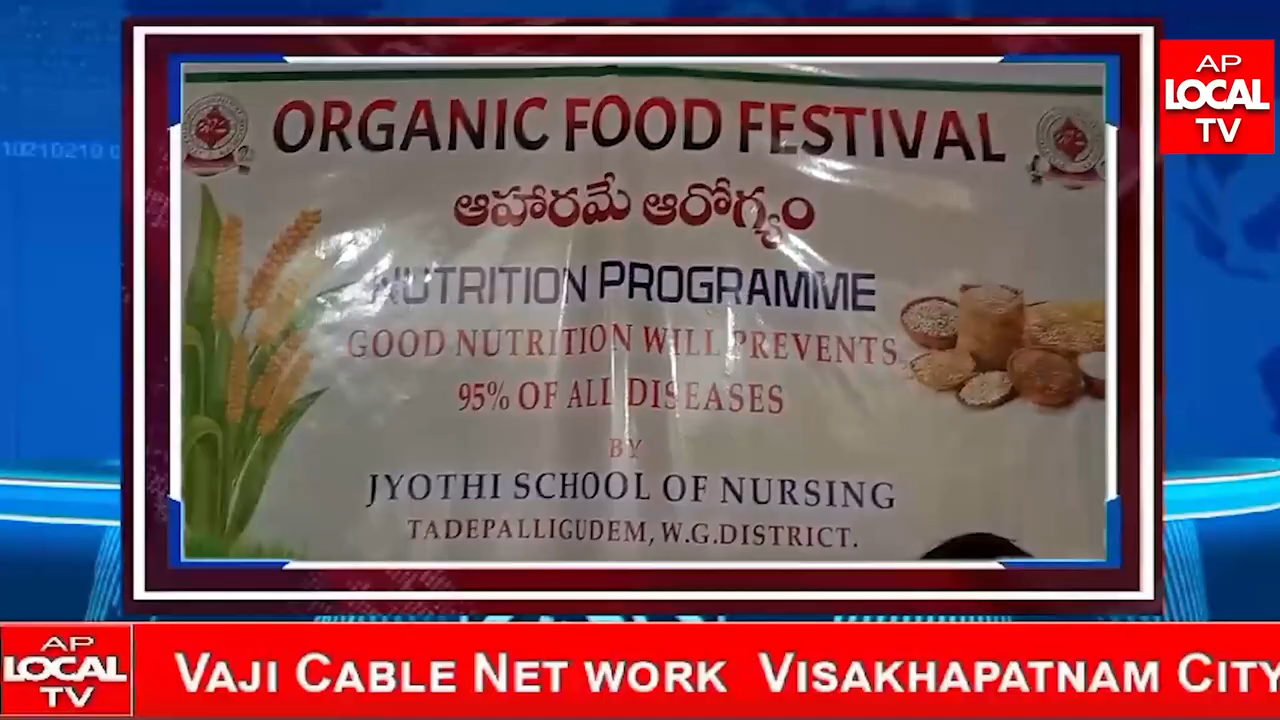 ORGANIC FOOD FESTIVAL
ఆహారమే ఆరోగ్యం
NUTRITION PROGRAMME
GOOD NUTRITION WILL PREVENTS
95% OF ALL DISEASES
BY
JYOTHI SCHOOL OF NURSING
TADEPALLIGUDEM, W.G.DISTRICT.
AP
LOCAL
TV
10210210
AP
LOCAL
TV
VAJI CABLE NET WORK VISAKHAPATNAM CITY